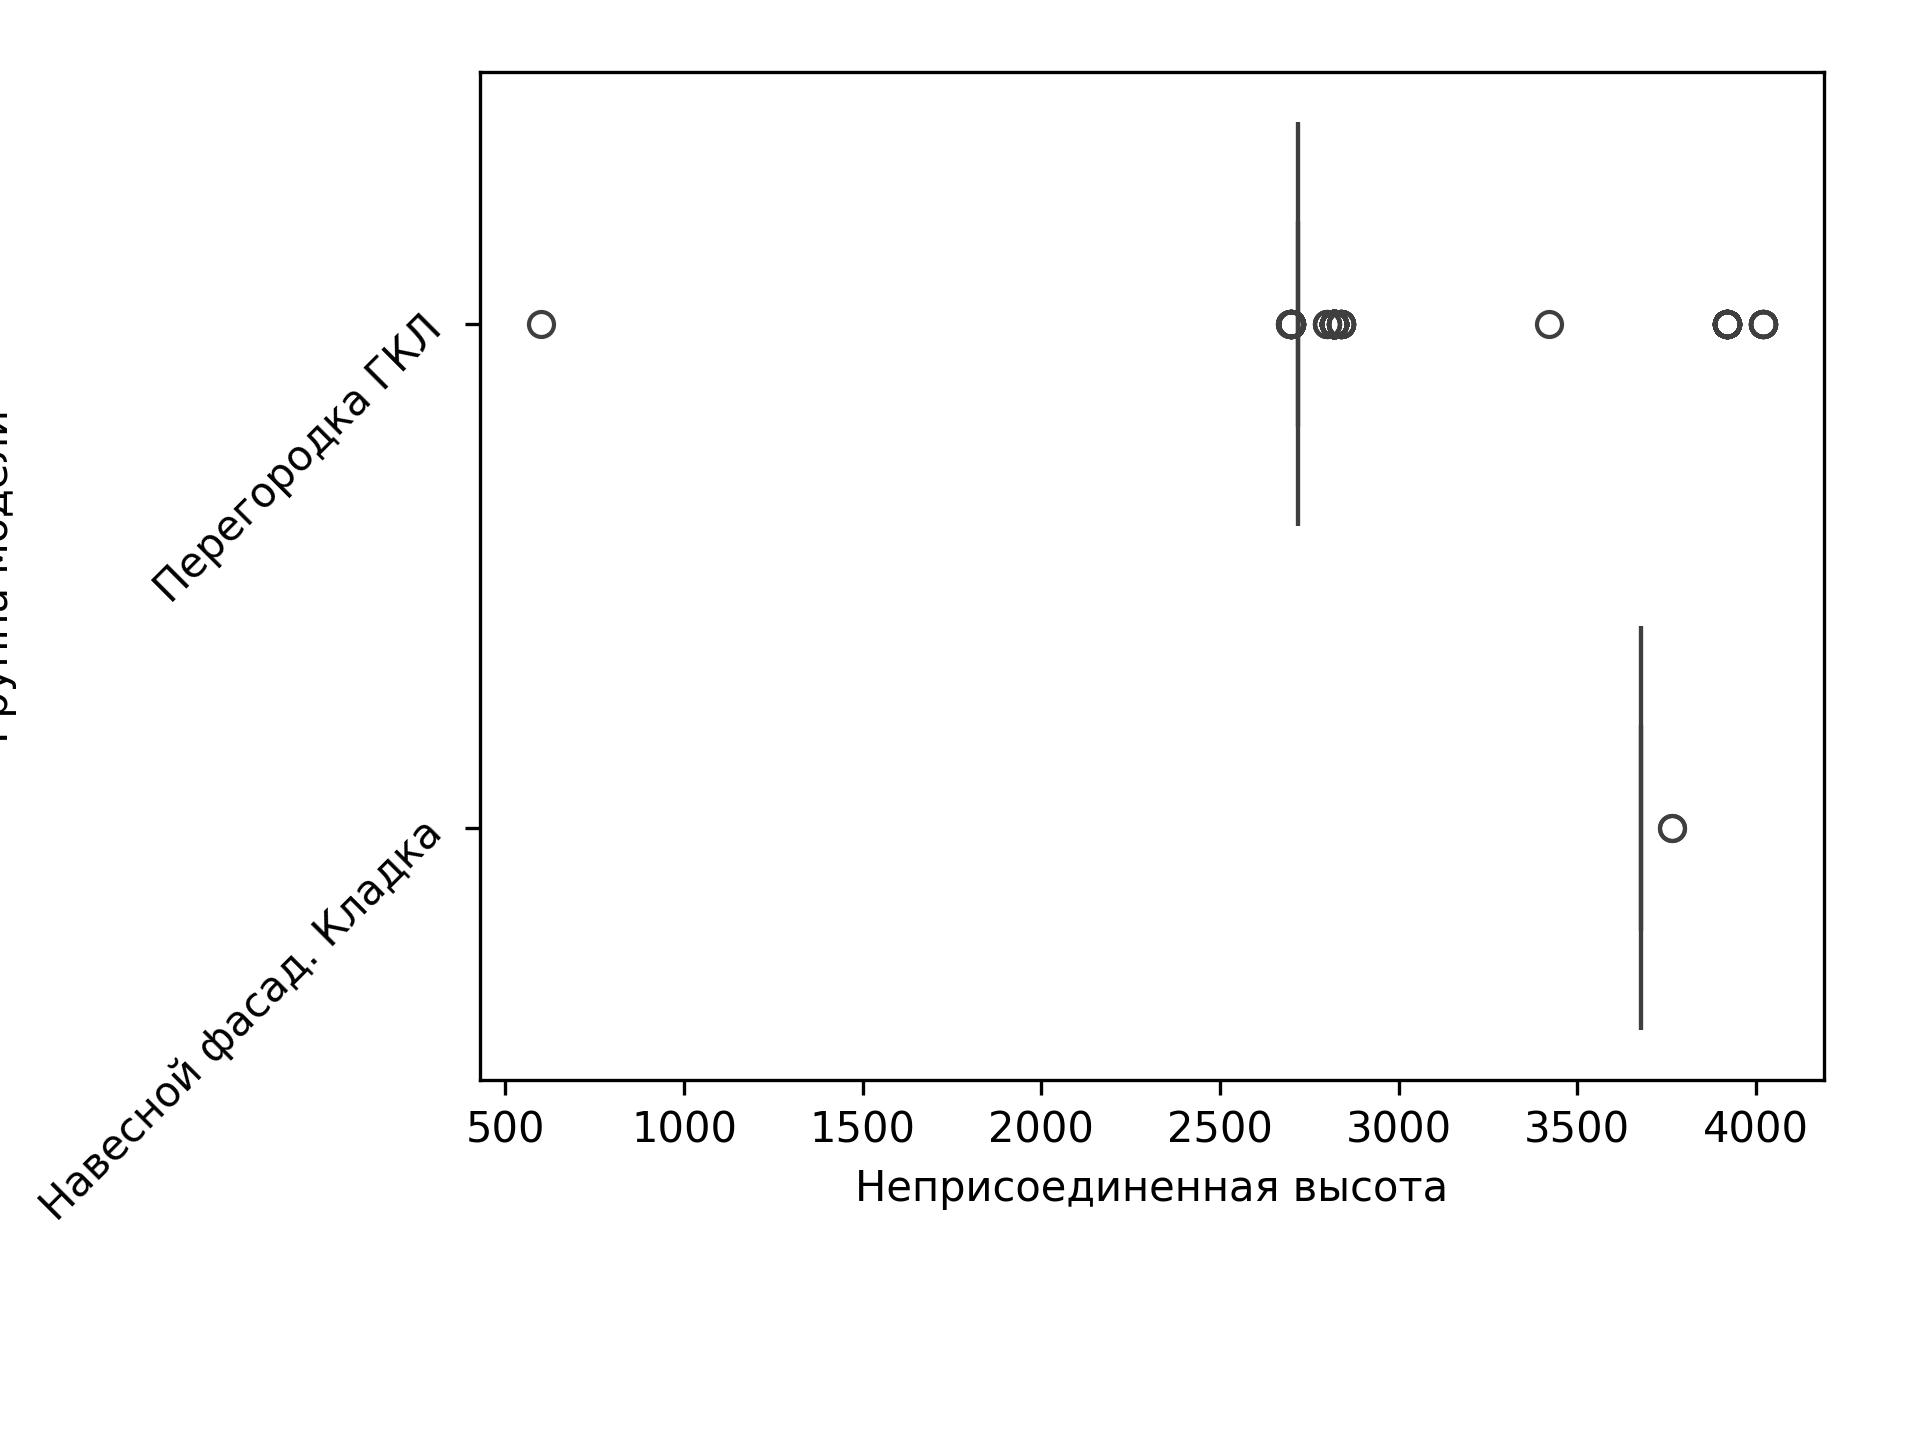 Перегородка ГКЛ
Навесной фасад. Кладка
500 1000 1500 2000 2500 3000 3500 4000
Неприсоединенная высота